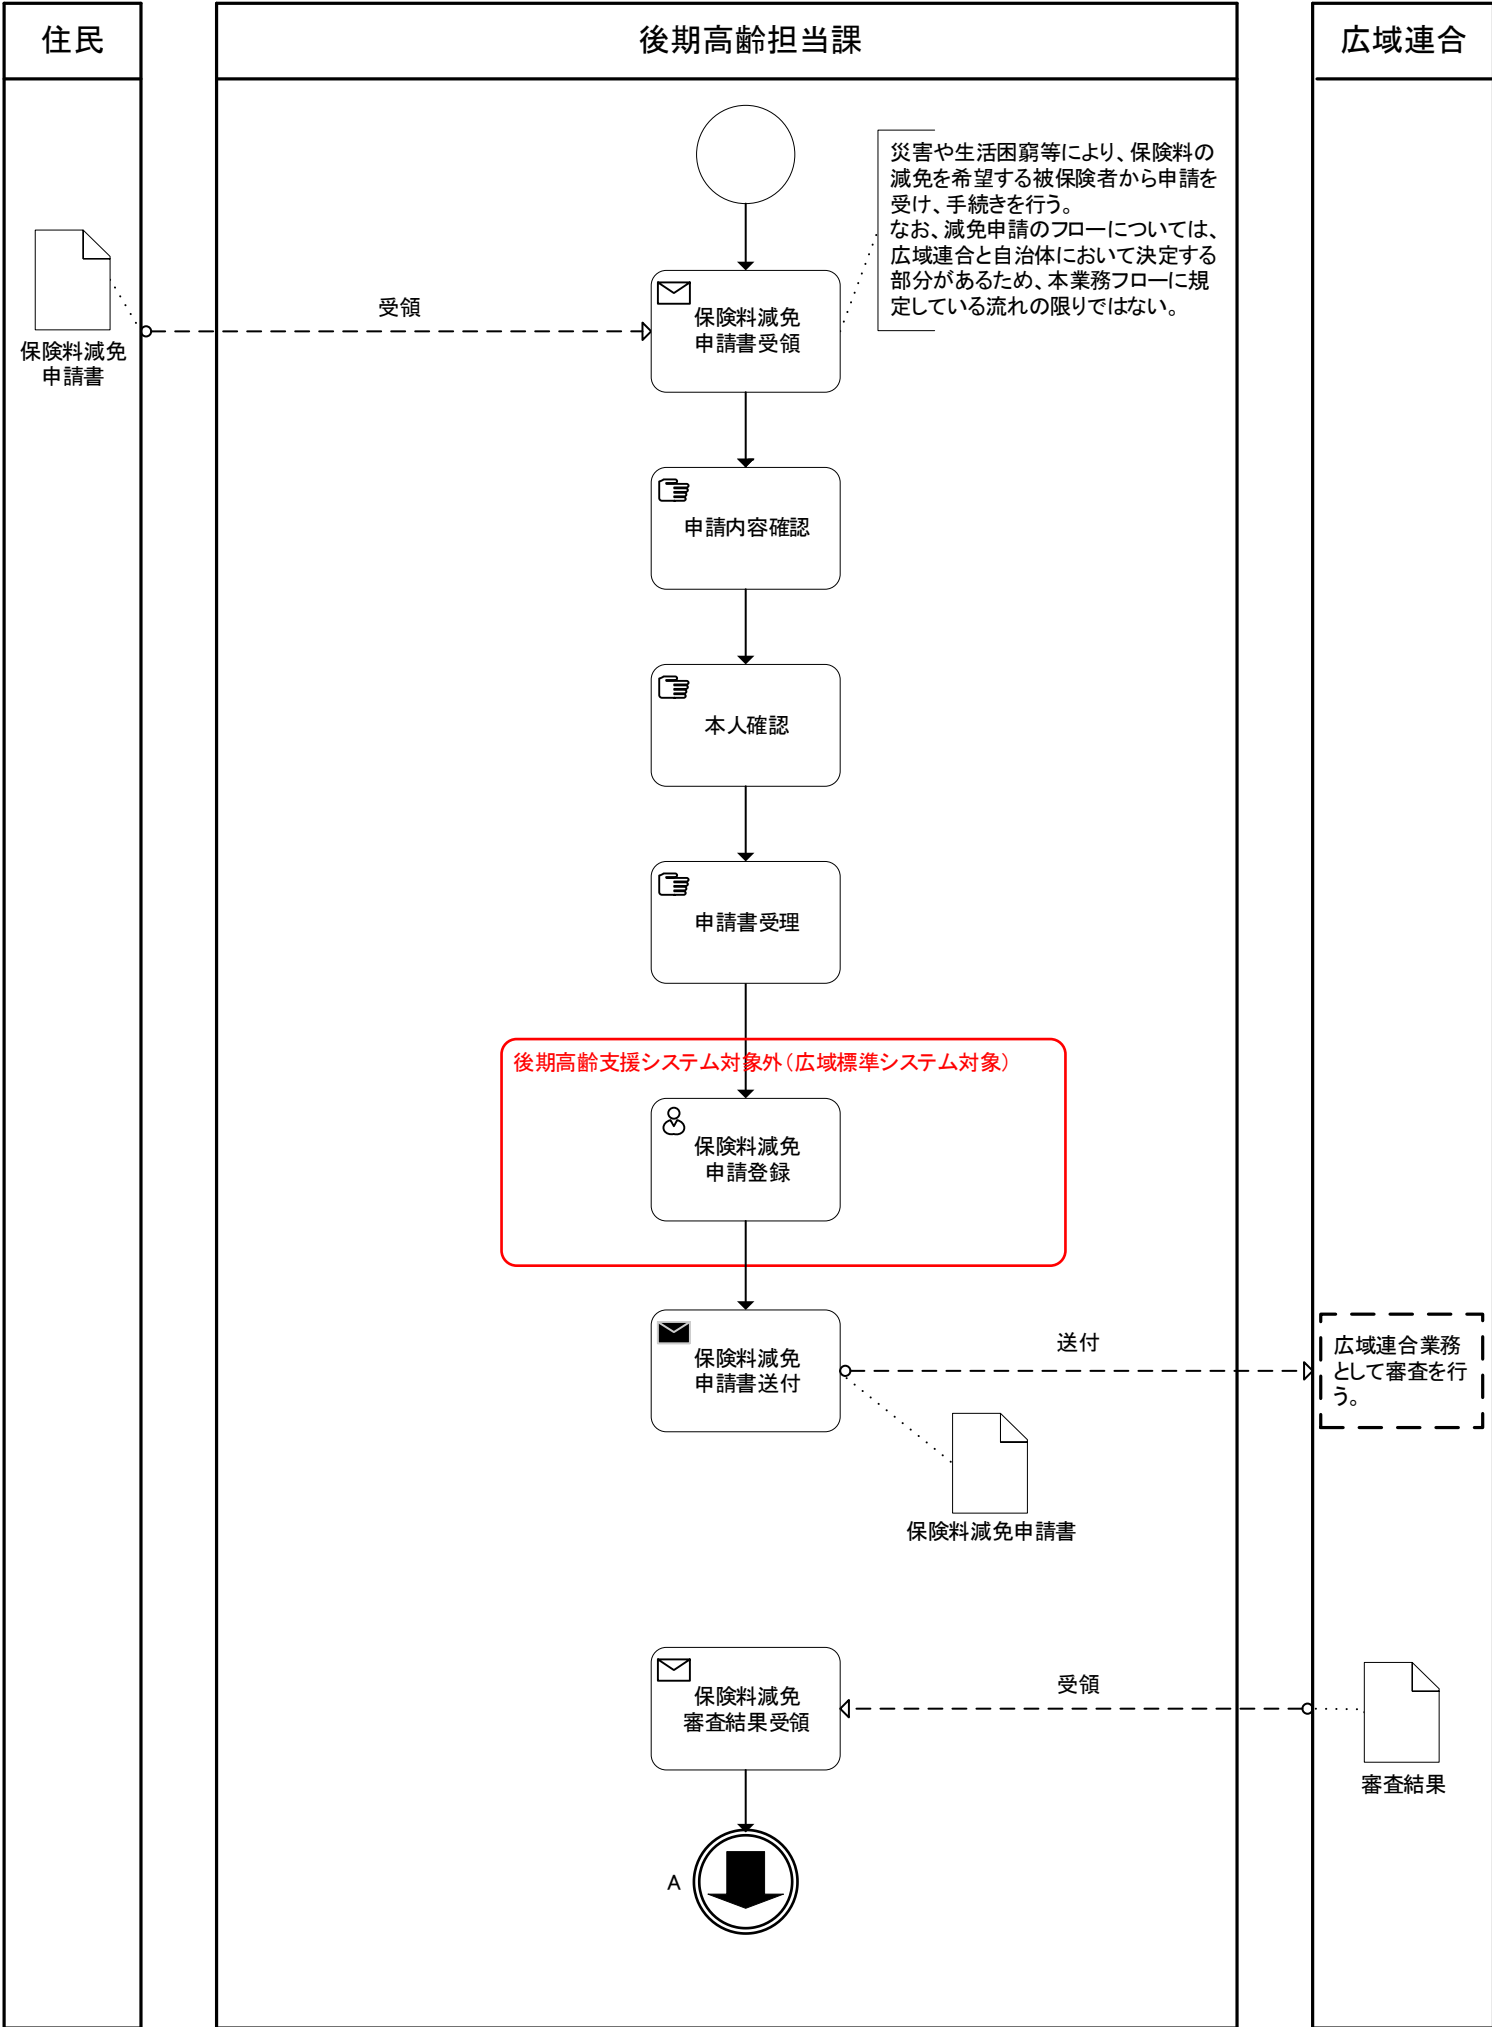 住民
後期高齢担当課
広域連合
災害や生活困窮等により、保険料の
減免を希望する被保険者から申請を
受け、手続きを行う。
なお、減免申請のフローについては、
広域連合と自治体において決定する
部分があるため、本業務フローに規
定している流れの限りではない。
保険料減免
申請書
受領
保険料減免
申請書受領
申請内容確認
本人確認
申請書受理
後期高齢支援システム対象外（広域標準システム対象）
保険料減免
申請登録
保険料減免
申請書送付
送付
広域連合業務
として審査を行
う。
保険料減免申請書
保険料減免
審査結果受領
受領
審査結果
A